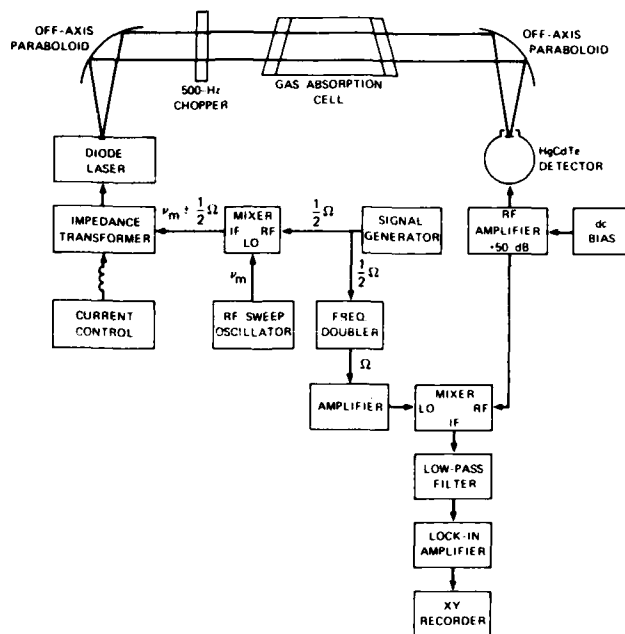 OFF-AXIS
PARABOLOID
OFF-AXIS
PARABOLOID
500-Hz
CHOPPER
GAS ABSORPTION
CELL
DIODE
LASER
HgCdTe
DETECTOR
IMPEDANCE
TRANSFORMER
ν_m ± 1/2 Ω
MIXER
IF RF
LO
1/2 Ω
SIGNAL
GENERATOR
RF
AMPLIFIER
+50 dB
dc
BIAS
ν_m
1/2 Ω
CURRENT
CONTROL
RF SWEEP
OSCILLATOR
FREQ.
DOUBLER
Ω
AMPLIFIER
MIXER
LO RF
IF
LOW-PASS
FILTER
LOCK-IN
AMPLIFIER
XY
RECORDER